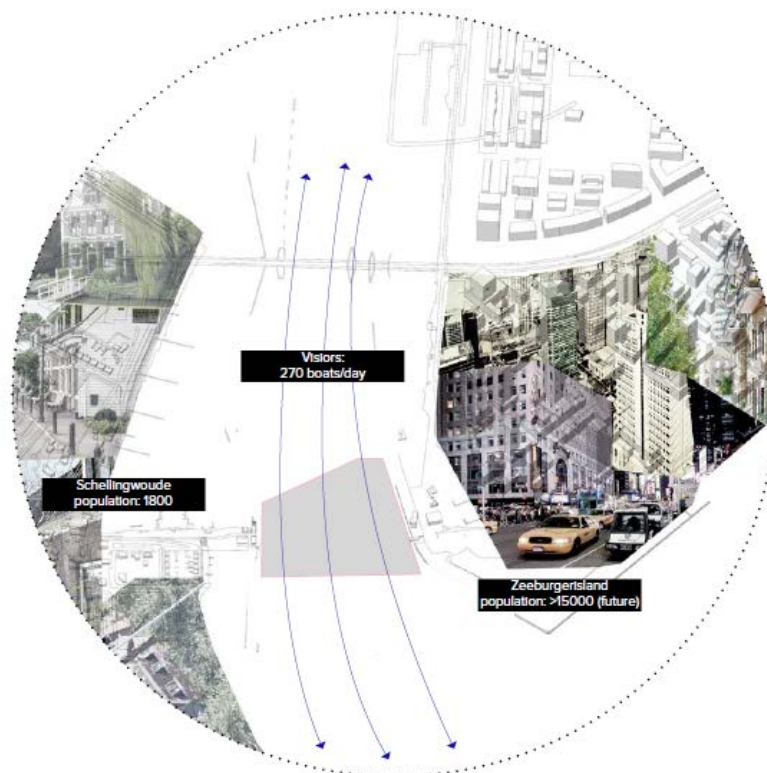 Visiors:
270 boats/day
Schellingwoude
population: 1800
Zeeburgerisland
population: >15000 (future)